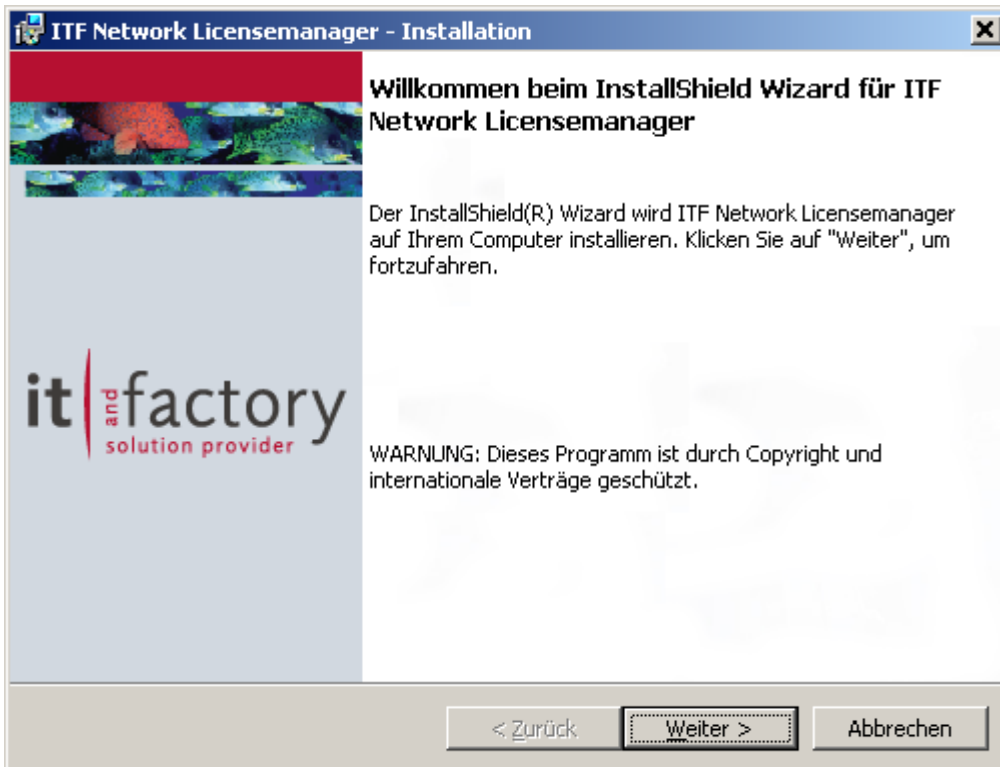 ITF Network Licensemanager - Installation
Willkommen beim InstallShield Wizard für ITF
Network Licensemanager
Der InstallShield(R) Wizard wird ITF Network Licensemanager
auf Ihrem Computer installieren. Klicken Sie auf "Weiter", um
fortzufahren.
it and factory
solution provider
WARNUNG: Dieses Programm ist durch Copyright und
internationale Verträge geschützt.
< Zurück
Weiter >
Abbrechen